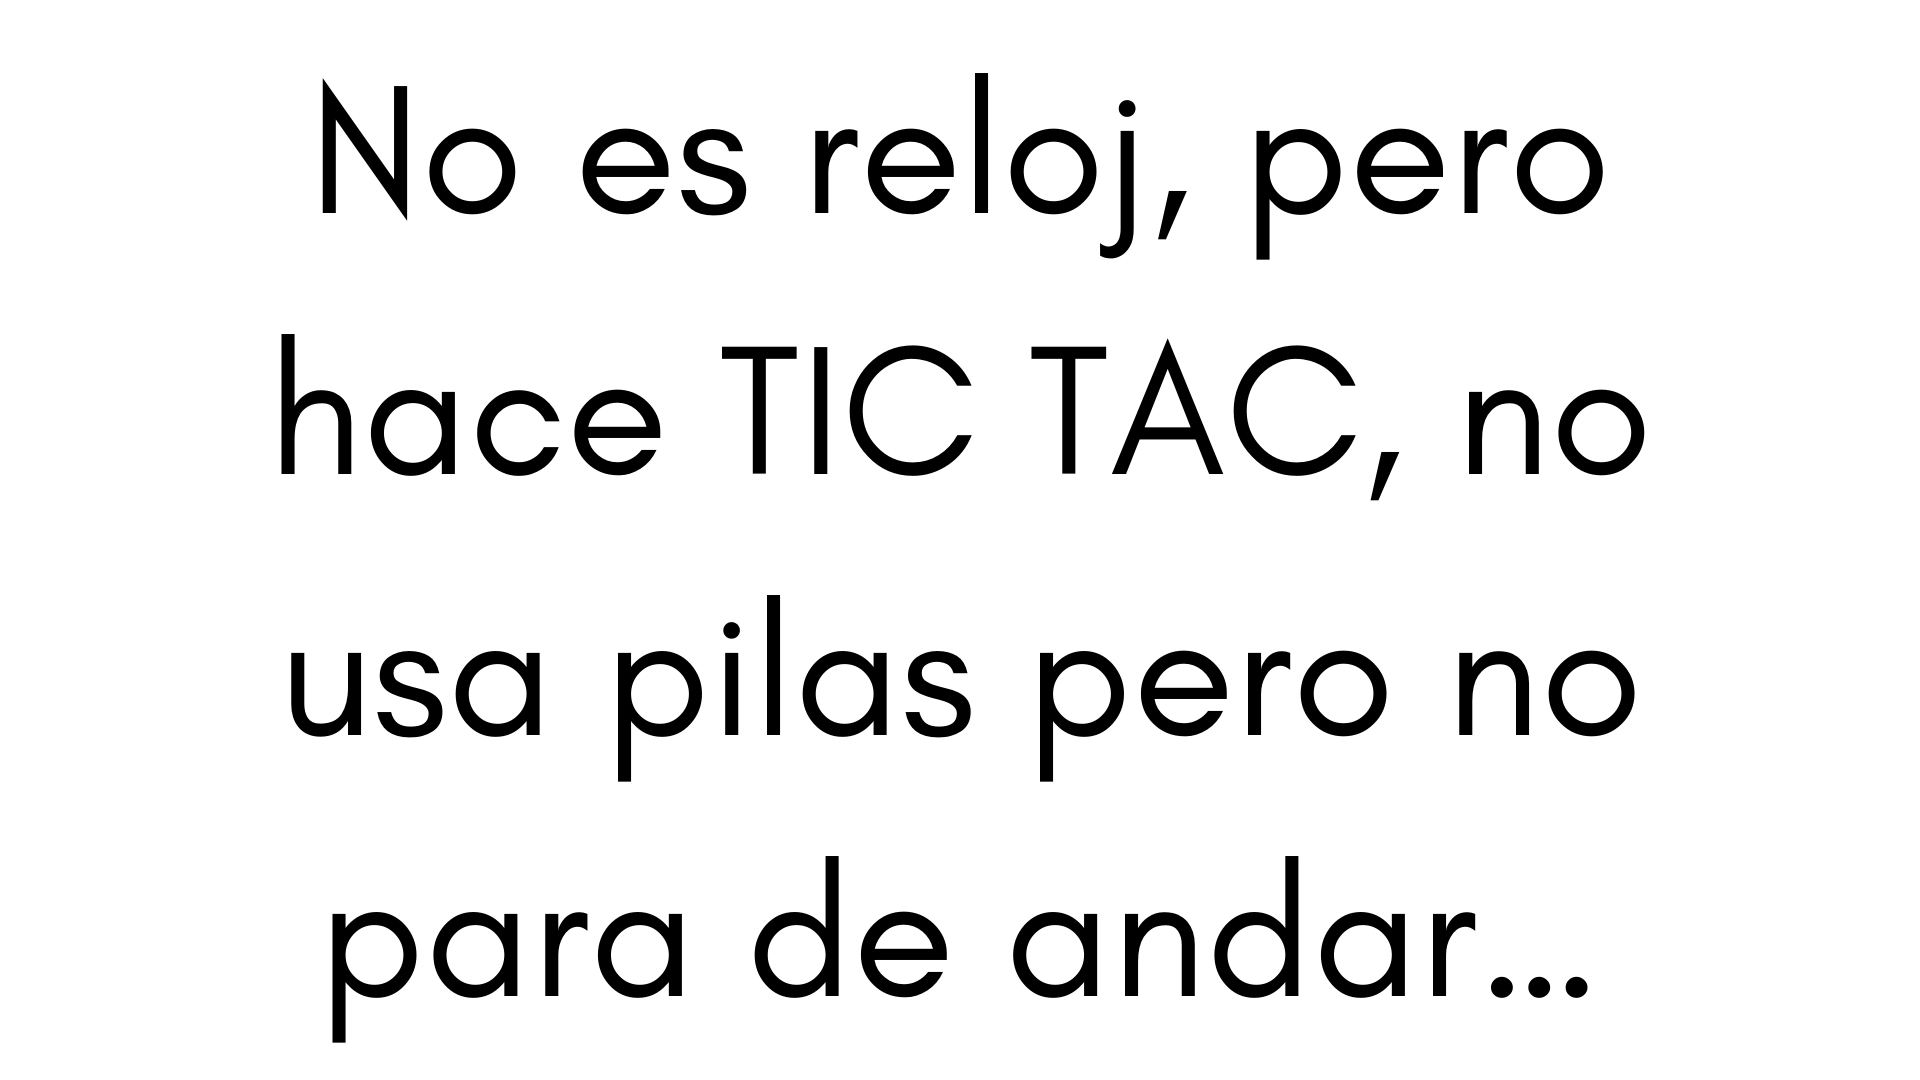 No es reloj, pero
hace TIC TAC, no
usa pilas pero no
para de andar...